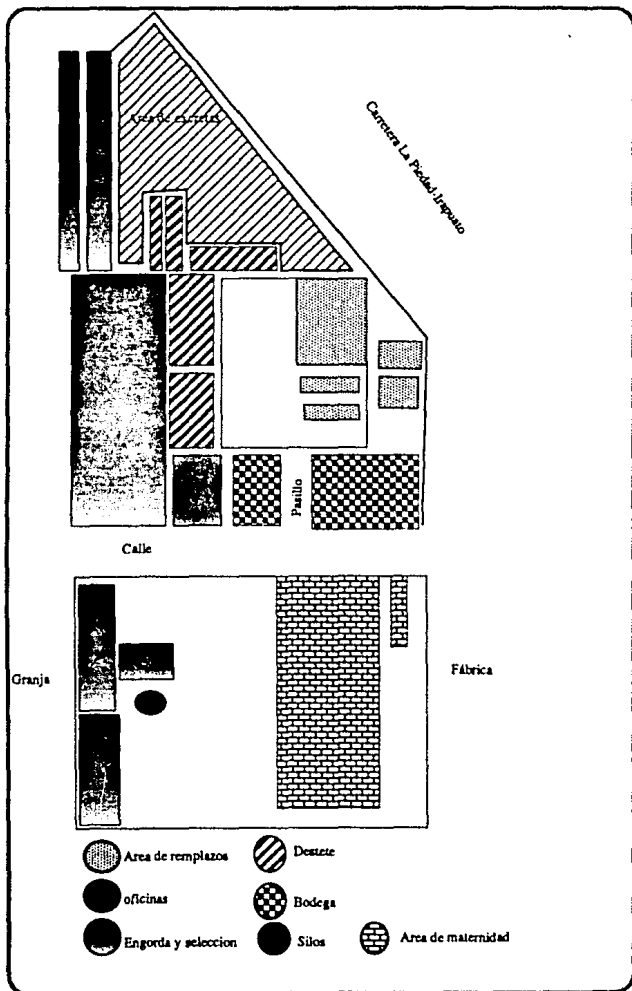 Area de excretas
Carretera La Piedad-Irapuato
Pasillo
Calle
Granja
Fábrica
Area de remplazos
Destete
oficinas
Bodega
Engorda y seleccion
Silos
Area de maternidad